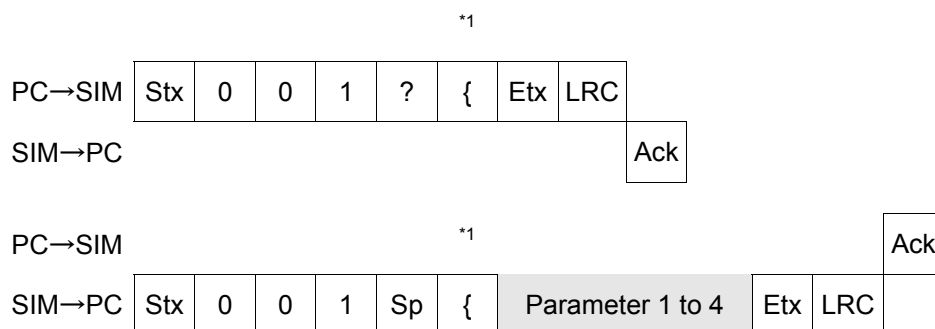 *1
PC→SIM Stx 0 0 1 ? { Etx LRC
SIM→PC Ack
PC→SIM *1 Ack
SIM→PC Stx 0 0 1 Sp { Parameter 1 to 4 Etx LRC